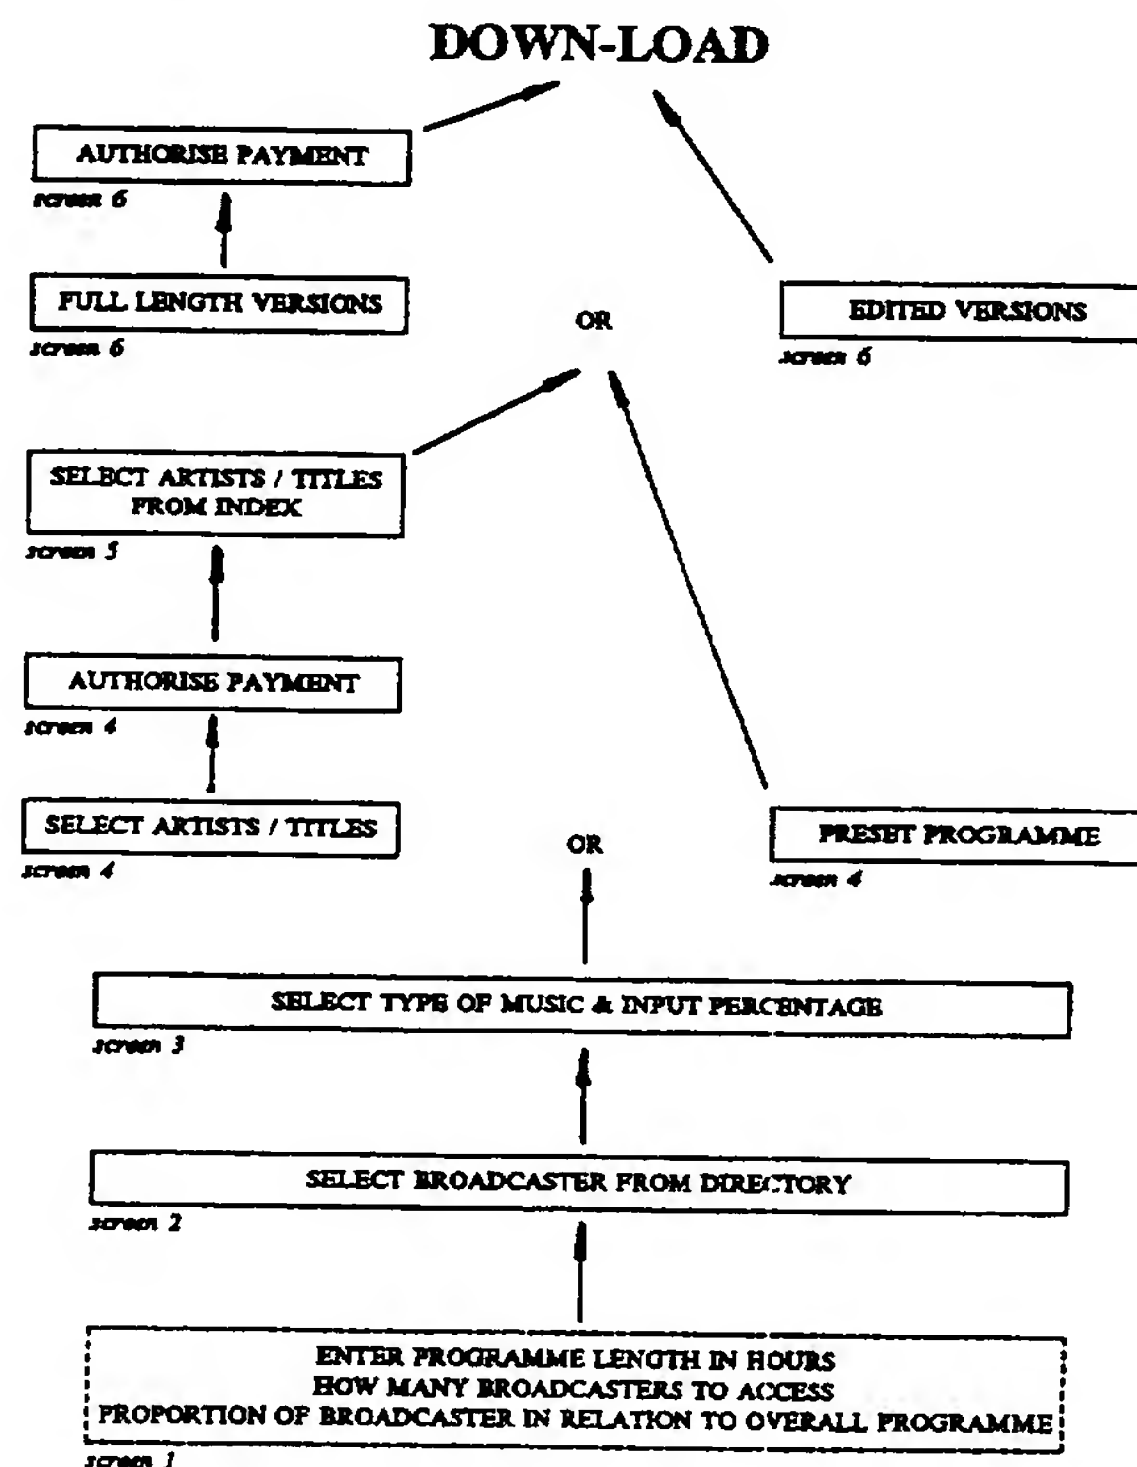 DOWN-LOAD
AUTHORISE PAYMENT
screen 6
FULL LENGTH VERSIONS
screen 6
OR
EDITED VERSIONS
screen 6
SELECT ARTISTS / TITLES
FROM INDEX
screen 5
AUTHORISE PAYMENT
screen 4
SELECT ARTISTS / TITLES
screen 4
OR
PRESET PROGRAMME
screen 4
SELECT TYPE OF MUSIC & INPUT PERCENTAGE
screen 3
SELECT BROADCASTER FROM DIRECTORY
screen 2
ENTER PROGRAMME LENGTH IN HOURS
HOW MANY BROADCASTERS TO ACCESS
PROPORTION OF BROADCASTER IN RELATION TO OVERALL PROGRAMME
screen 1